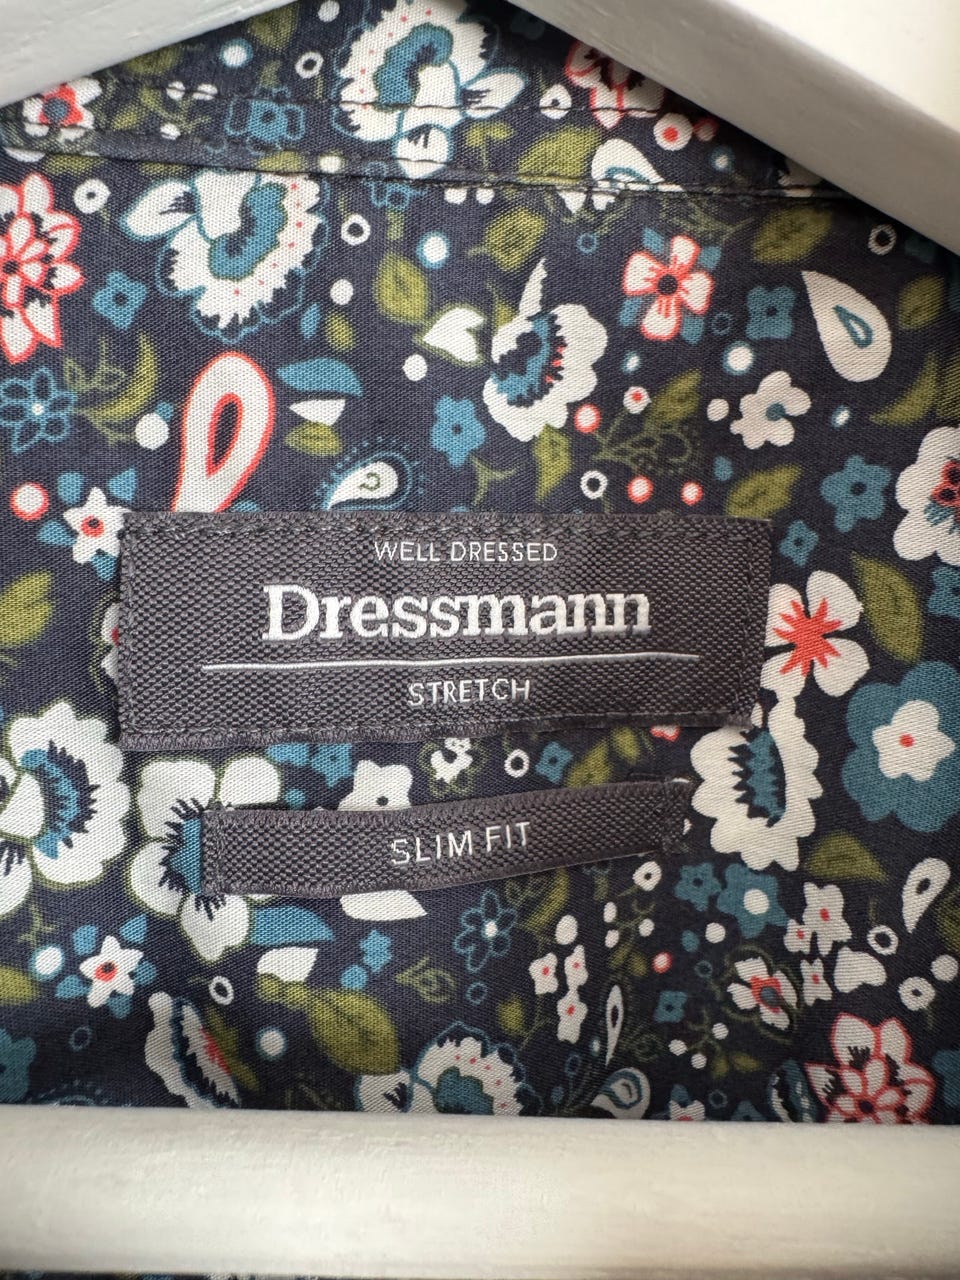 WELL DRESSED
Dressmann
STRETCH
SLIM FIT